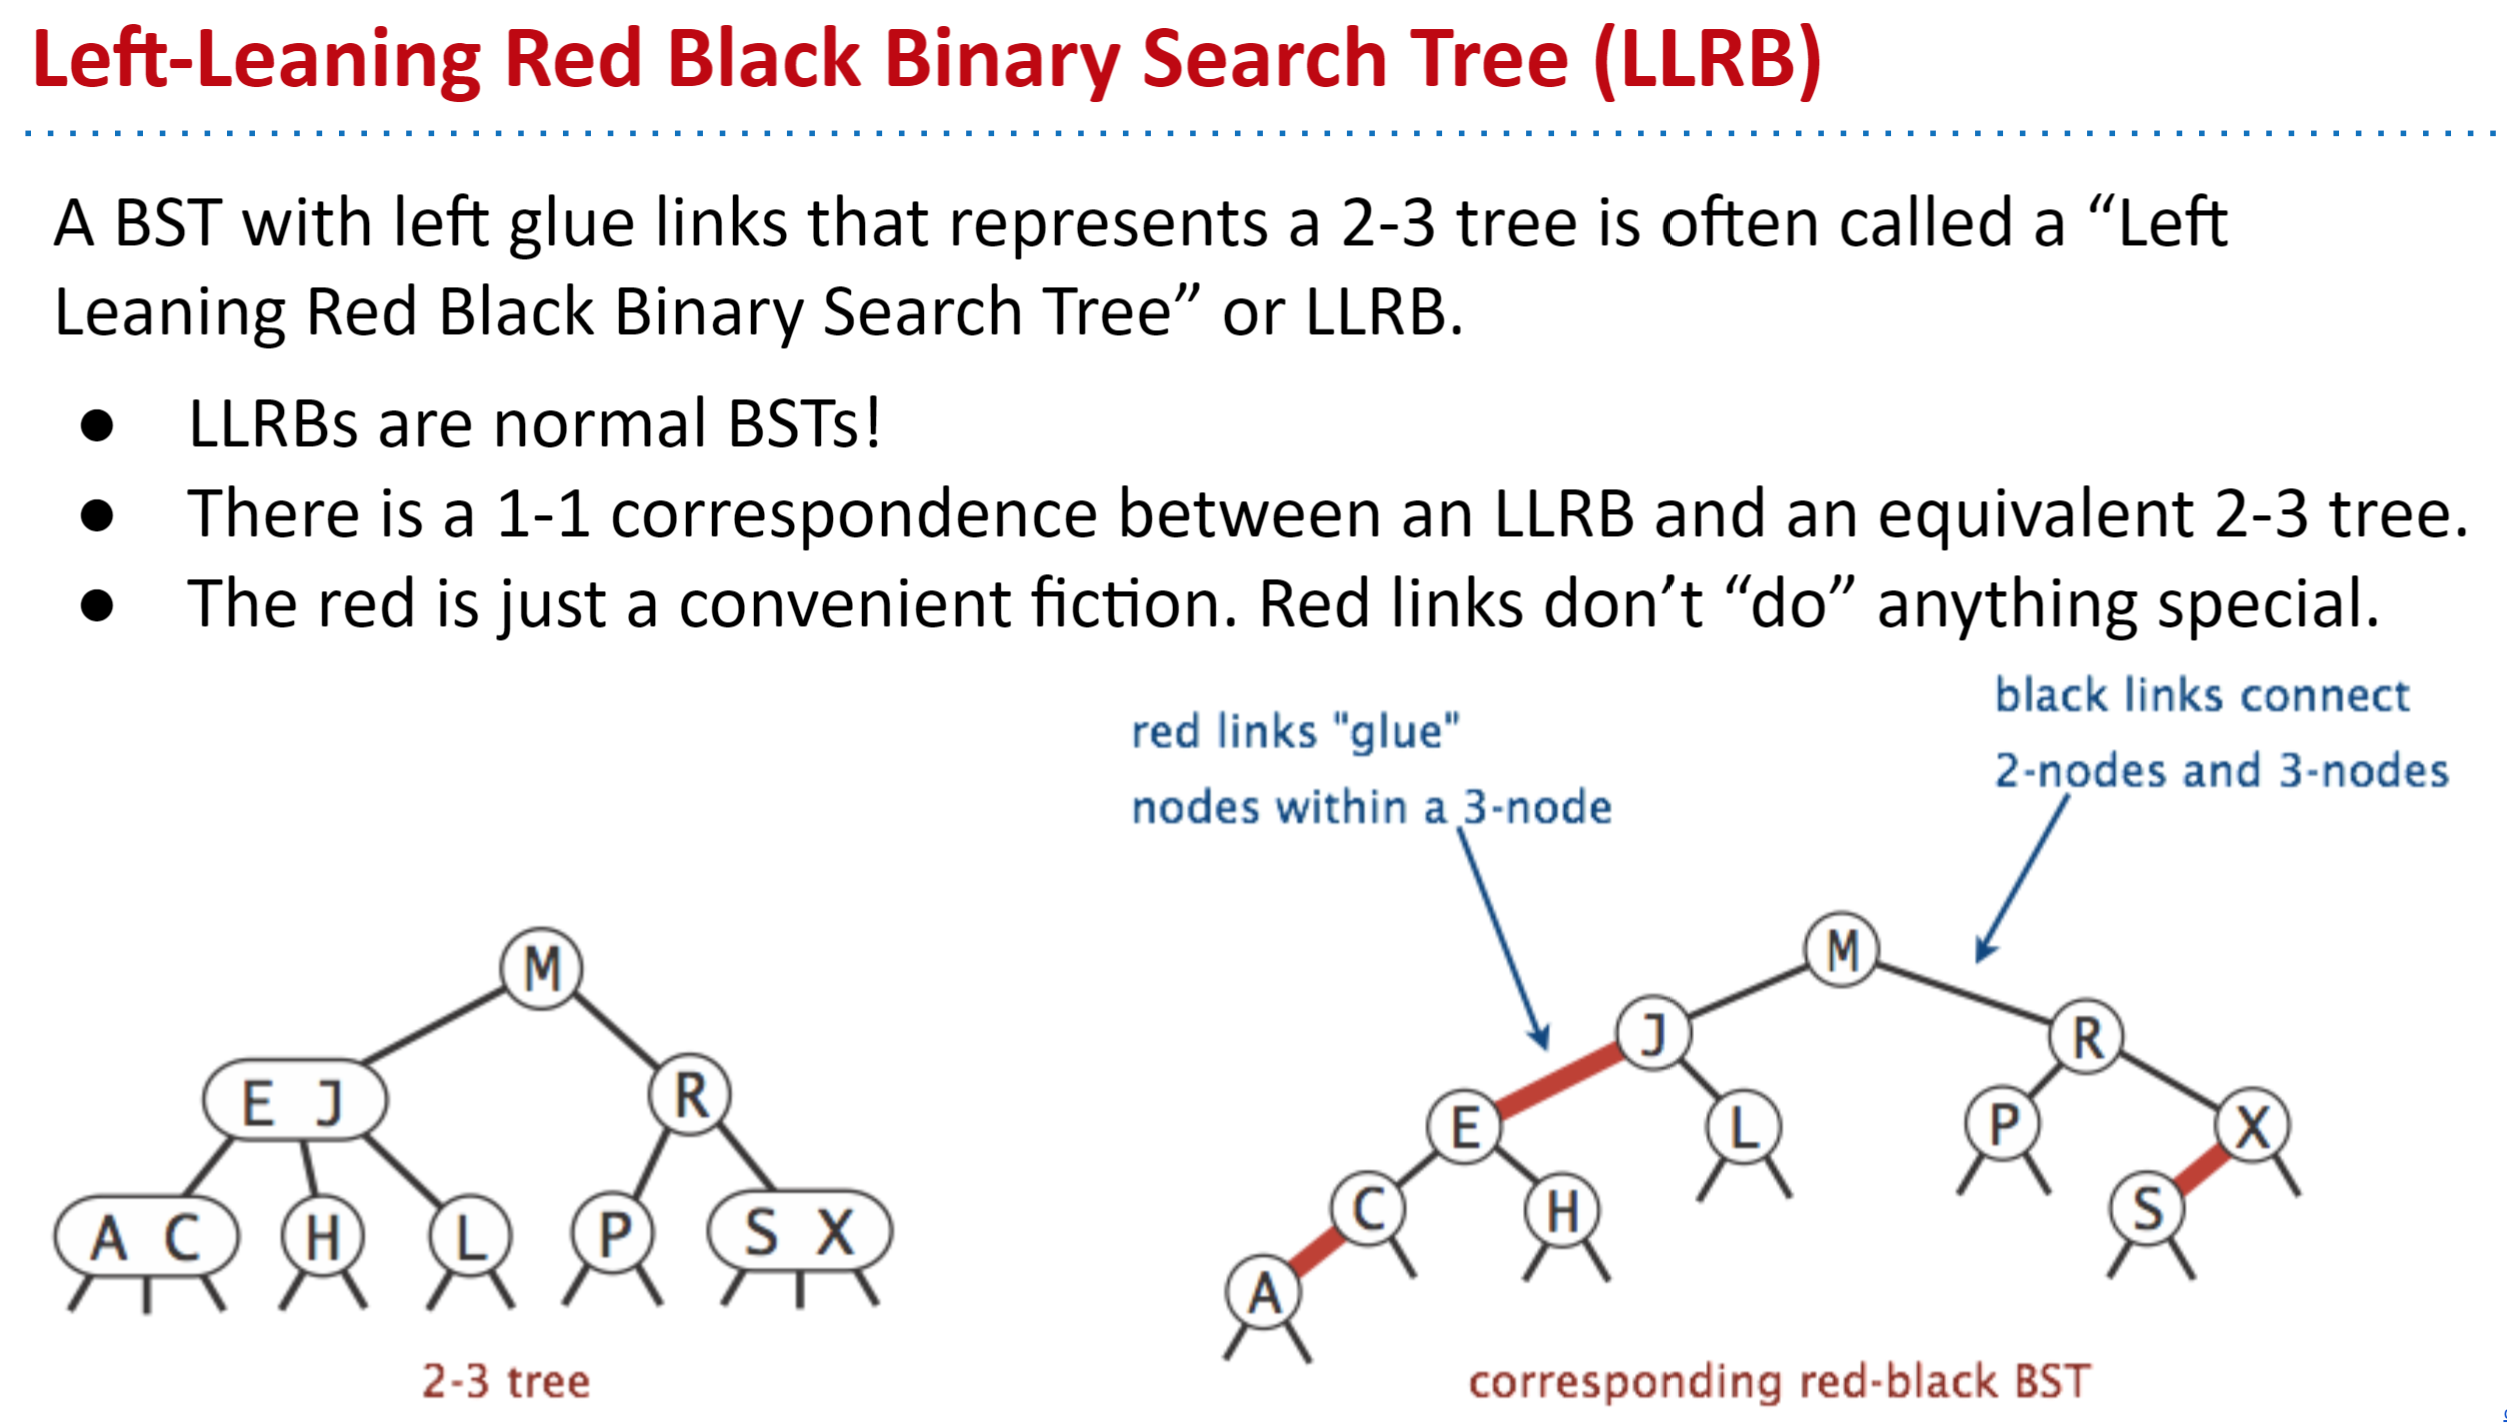 Left-Leaning Red Black Binary Search Tree (LLRB)
A BST with left glue links that represents a 2-3 tree is often called a “Left
Leaning Red Black Binary Search Tree” or LLRB.
● LLRBs are normal BSTs!
● There is a 1-1 correspondence between an LLRB and an equivalent 2-3 tree.
● The red is just a convenient fiction. Red links don’t “do” anything special.
red links "glue"
nodes within a 3-node
black links connect
2-nodes and 3-nodes
M
E J
R
A C
H
L
P
S X
2-3 tree
M
J
R
E
L
P
X
C
H
S
A
corresponding red-black BST